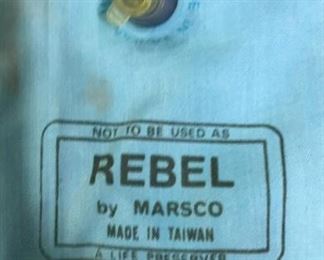 NOT TO BE USED AS
REBEL
by MARSCO
MADE IN TAIWAN
A LIFE PRESERVER